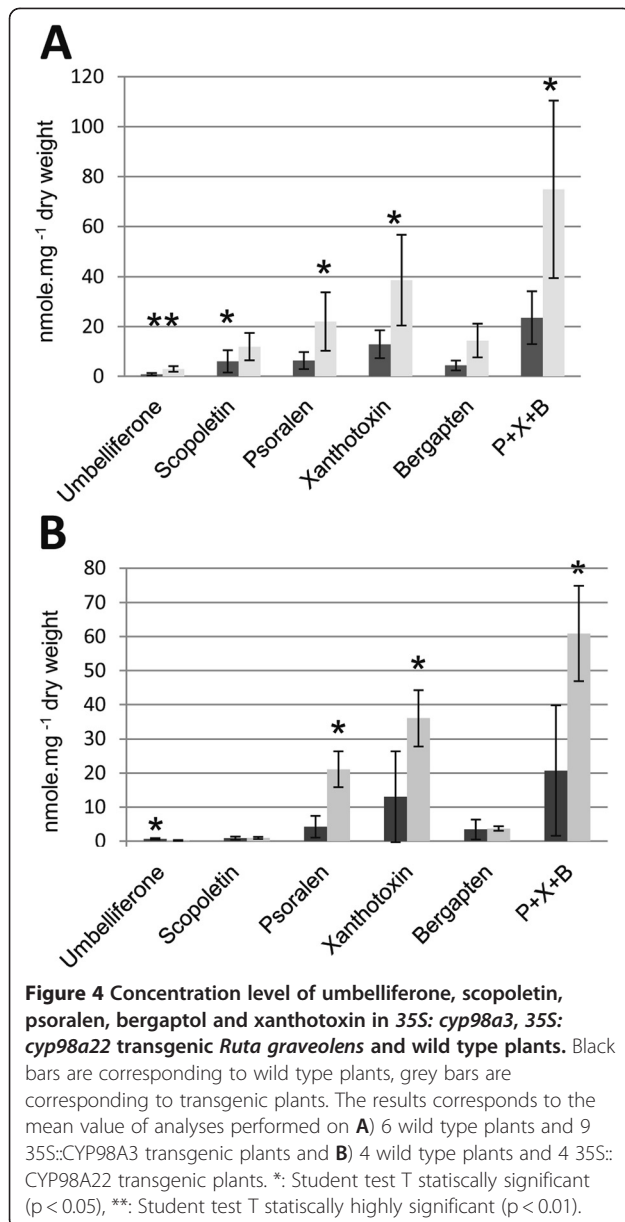 A
**
*
*
*
*
120
100
80
60
40
20
0
nmole.mg -1 dry weight
Umbelliferone
Scopoletin
Psoralen
Xanthotoxin
Bergapten
P+X+B
B
*
*
*
*
80
70
60
50
40
30
20
10
0
nmole.mg -1 dry weight
Umbelliferone
Scopoletin
Psoralen
Xanthotoxin
Bergapten
P+X+B
Figure 4 Concentration level of umbelliferone, scopoletin,
psoralen, bergaptol and xanthotoxin in 35S: cyp98a3, 35S:
cyp98a22 transgenic Ruta graveolens and wild type plants. Black
bars are corresponding to wild type plants, grey bars are
corresponding to transgenic plants. The results corresponds to the
mean value of analyses performed on A) 6 wild type plants and 9
35S::CYP98A3 transgenic plants and B) 4 wild type plants and 4 35S::
CYP98A22 transgenic plants. *: Student test T statiscally significant
(p < 0.05), **: Student test T statiscally highly significant (p < 0.01).